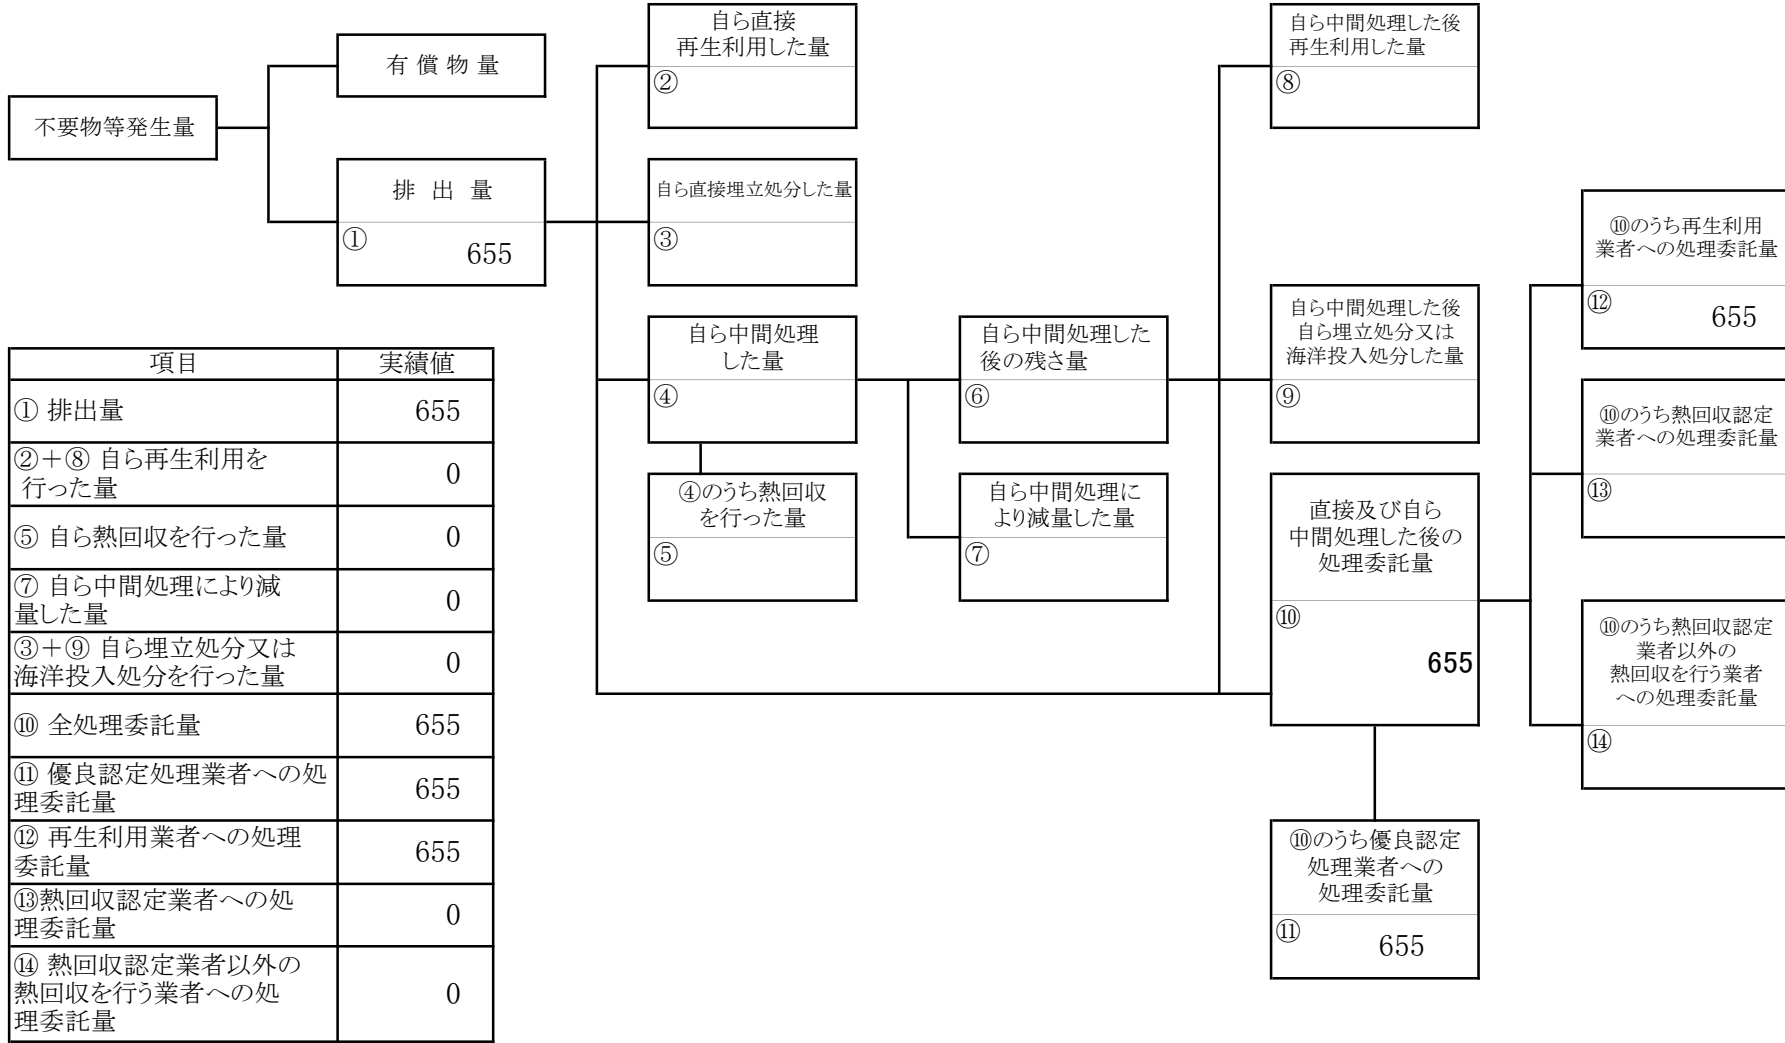 自ら直接
再生利用した量
②
自ら中間処理した後
再生利用した量
⑧
有 償 物 量
不要物等発生量
排 出 量
①
655
自ら直接埋立処分した量
③
⑩のうち再生利用
業者への処理委託量
⑫
655
自ら中間処理
した量
④
自ら中間処理した
後の残さ量
⑥
自ら中間処理した後
自ら埋立処分又は
海洋投入処分した量
⑨
⑩のうち熱回収認定
業者への処理委託量
⑬
④のうち熱回収
を行った量
⑤
自ら中間処理に
より減量した量
⑦
直接及び自ら
中間処理した後の
処理委託量
⑩
655
⑩のうち熱回収認定
業者以外の
熱回収を行う業者
への処理委託量
⑭
⑩のうち優良認定
処理業者への
処理委託量
⑪
655
項目 実績値
① 排出量 655
②＋⑧ 自ら再生利用を
行った量 0
⑤ 自ら熱回収を行った量 0
⑦ 自ら中間処理により減
量した量 0
③＋⑨ 自ら埋立処分又は
海洋投入処分を行った量 0
⑩ 全処理委託量 655
⑪ 優良認定処理業者への処
理委託量 655
⑫ 再生利用業者への処理
委託量 655
⑬熱回収認定業者への処
理委託量 0
⑭ 熱回収認定業者以外の
熱回収を行う業者への処
理委託量 0